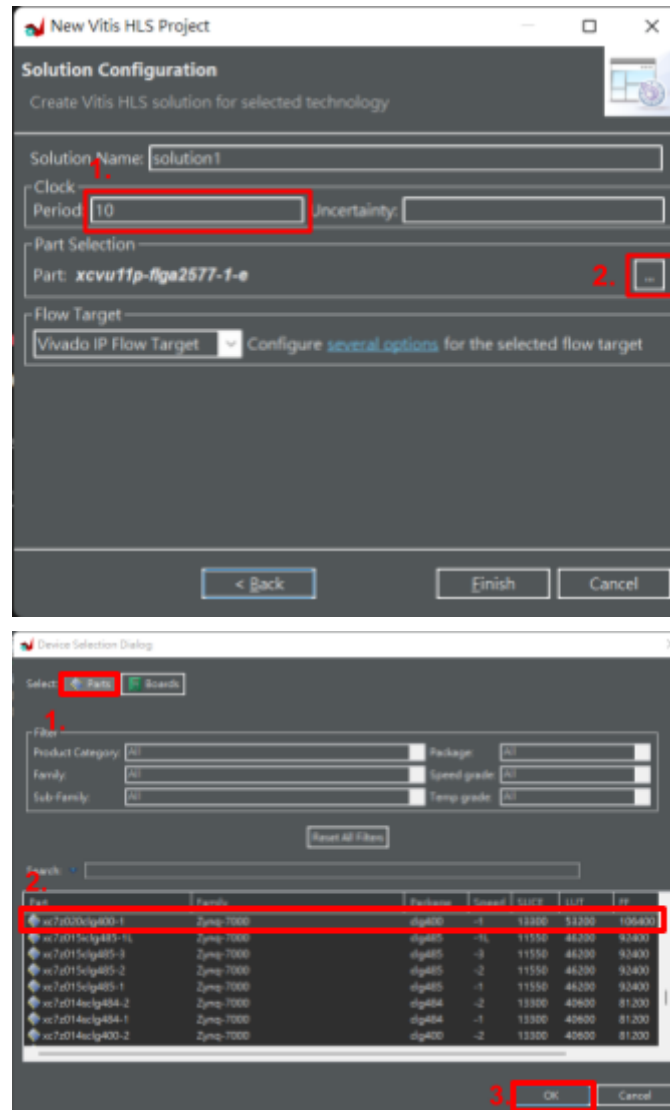 New Vitis HLS Project
Solution Configuration
Create Vitis HLS solution for selected technology
Solution Name: solution1
1.
Clock
Period: 10 Uncertainty:
Part Selection
Part: xcvu11p-flga2577-1-e 2. ...
Flow Target
Vivado IP Flow Target Configure several options for the selected flow target
< Back Finish Cancel
Device Selection Dialog
Select: Parts Boards
1.
Filter
Product Category: All Package: All
Family: All Speed grade: All
Sub-Family: All Temp grade: All
Reset All Filters
Search:
2.
Part Family Package Speed SLICE LUT FF
xc7z020clg400-1 Zynq-7000 clg400 -1 13300 53200 106400
xc7z015iclg485-1L Zynq-7000 clg485 -1L 11550 46200 92400
xc7z015clg485-3 Zynq-7000 clg485 -3 11550 46200 92400
xc7z015clg485-2 Zynq-7000 clg485 -2 11550 46200 92400
xc7z015clg485-1 Zynq-7000 clg485 -1 11550 46200 92400
xc7z014sclg484-2 Zynq-7000 clg484 -2 13300 40600 81200
xc7z014sclg484-1 Zynq-7000 clg484 -1 13300 40600 81200
xc7z014sclg400-2 Zynq-7000 clg400 -2 13300 40600 81200
3. OK Cancel